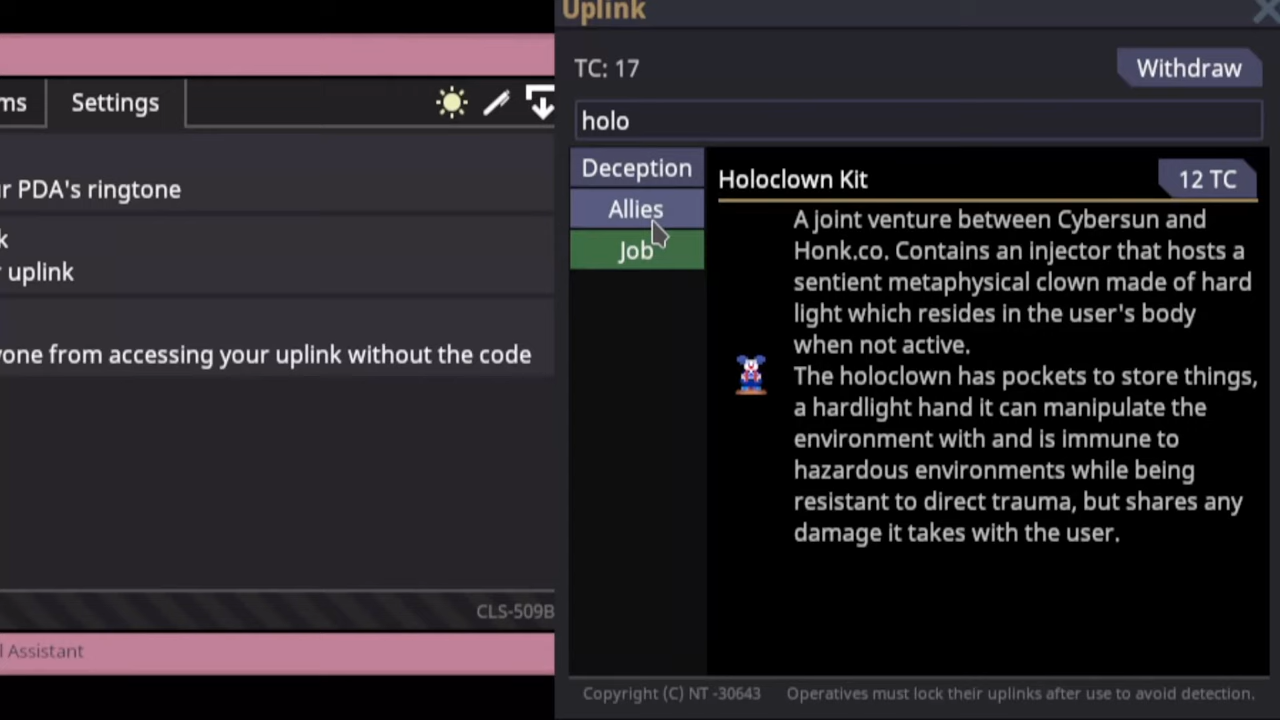 ms
Settings
r PDA's ringtone
k
r uplink
yone from accessing your uplink without the code
CLS-509B
l Assistant
Uplink
TC: 17
Withdraw
holo
Deception
Allies
Job
Holoclown Kit
12 TC
A joint venture between Cybersun and
Honk.co. Contains an injector that hosts a
sentient metaphysical clown made of hard
light which resides in the user's body
when not active.
The holoclown has pockets to store things,
a hardlight hand it can manipulate the
environment with and is immune to
hazardous environments while being
resistant to direct trauma, but shares any
damage it takes with the user.
Copyright (C) NT -30643
Operatives must lock their uplinks after use to avoid detection.